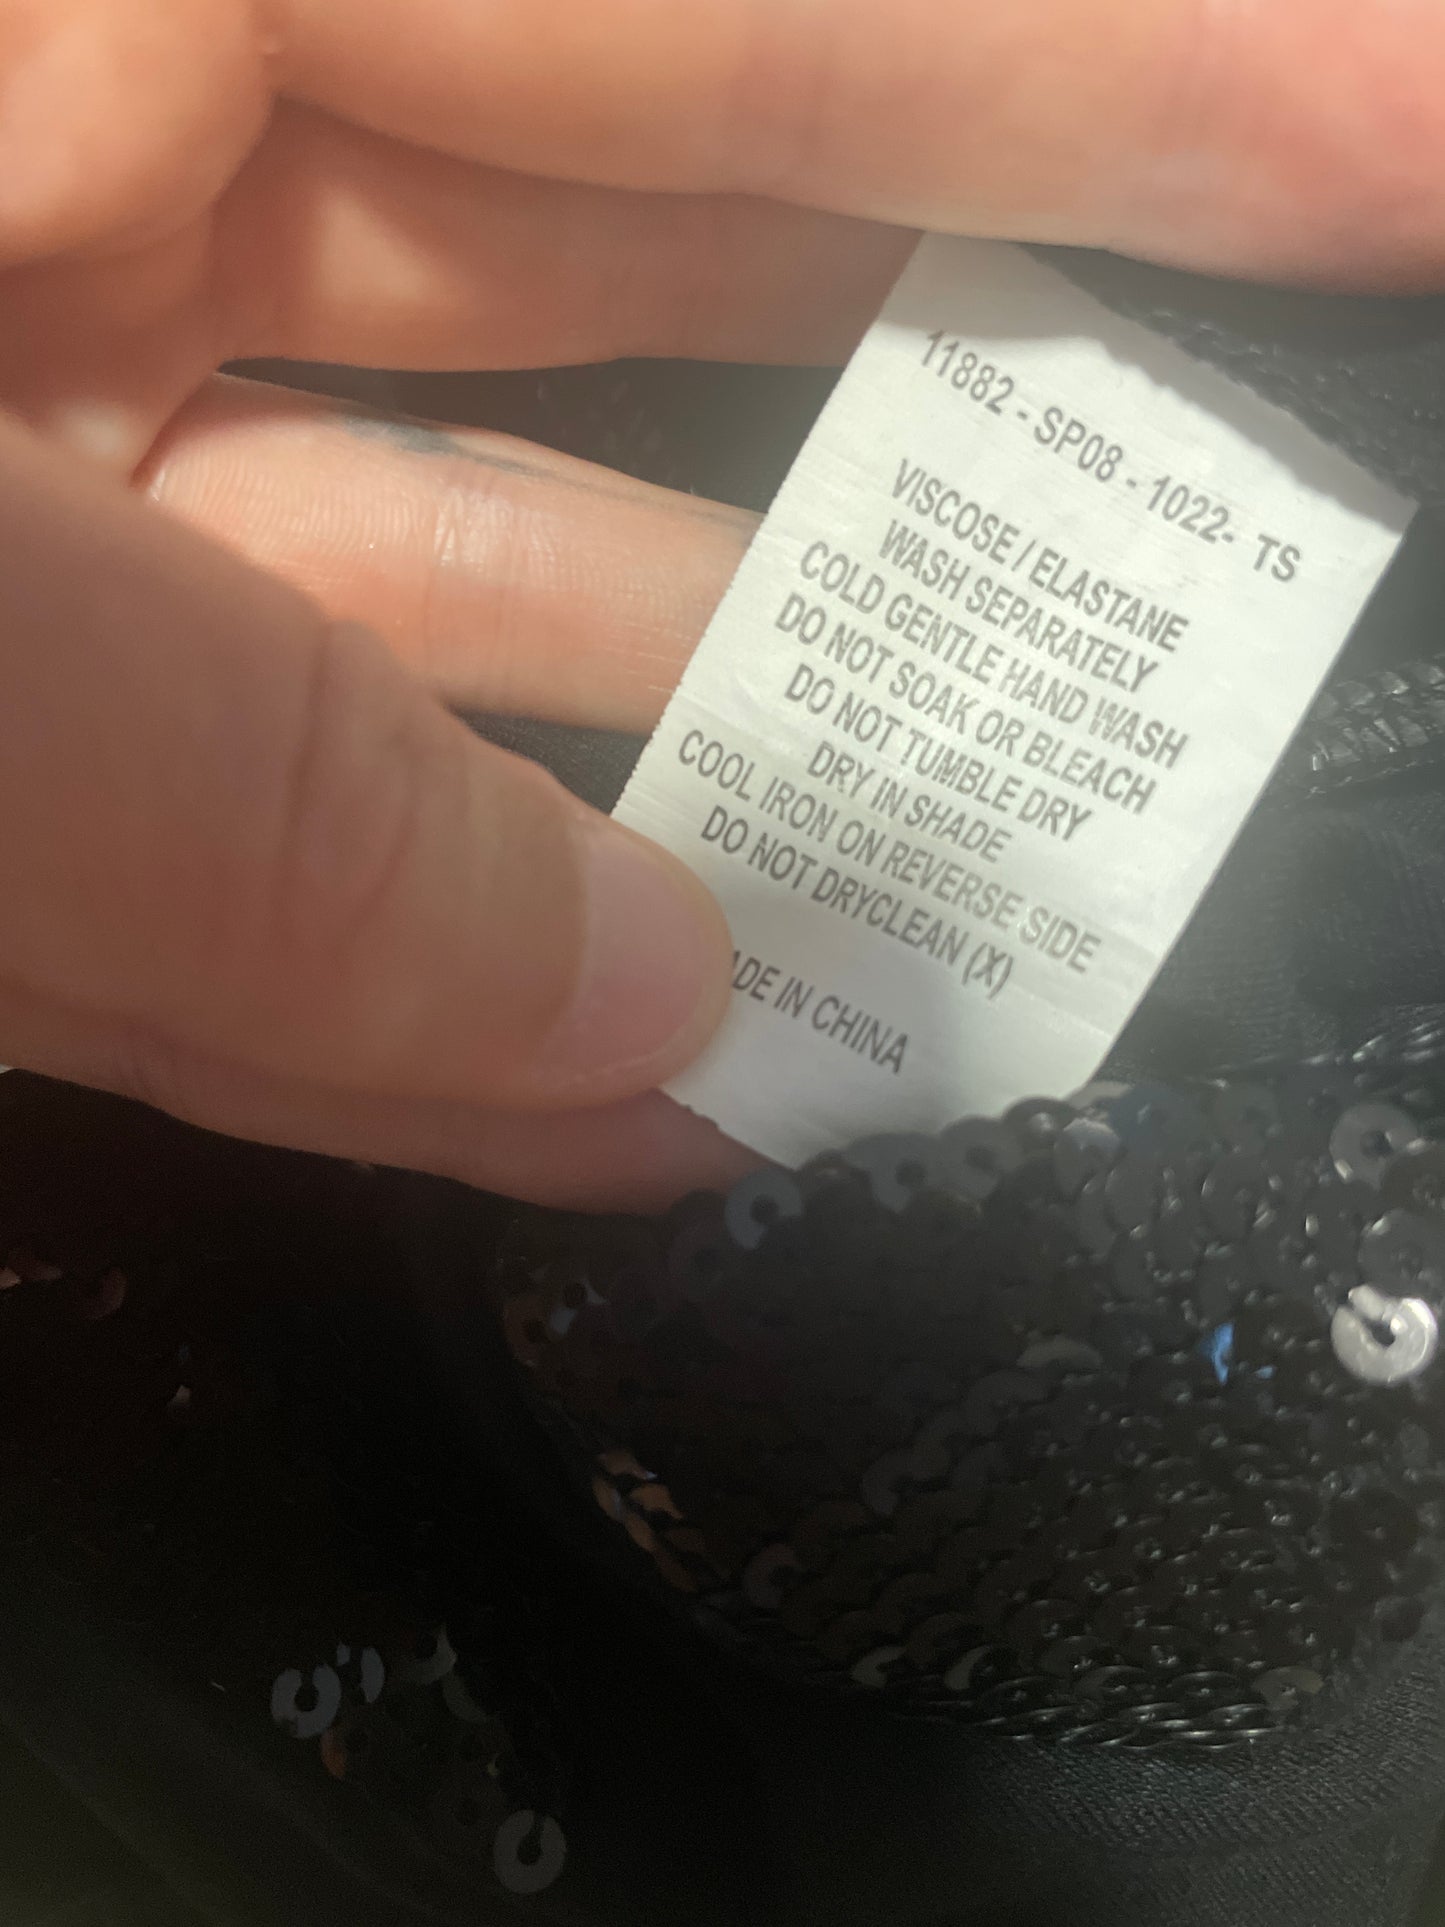 11882 - SP08 - 1022- TS
VISCOSE / ELASTANE
WASH SEPARATELY
COLD GENTLE HAND WASH
DO NOT SOAK OR BLEACH
DO NOT TUMBLE DRY
DRY IN SHADE
COOL IRON ON REVERSE SIDE
DO NOT DRYCLEAN (X)
ADE IN CHINA